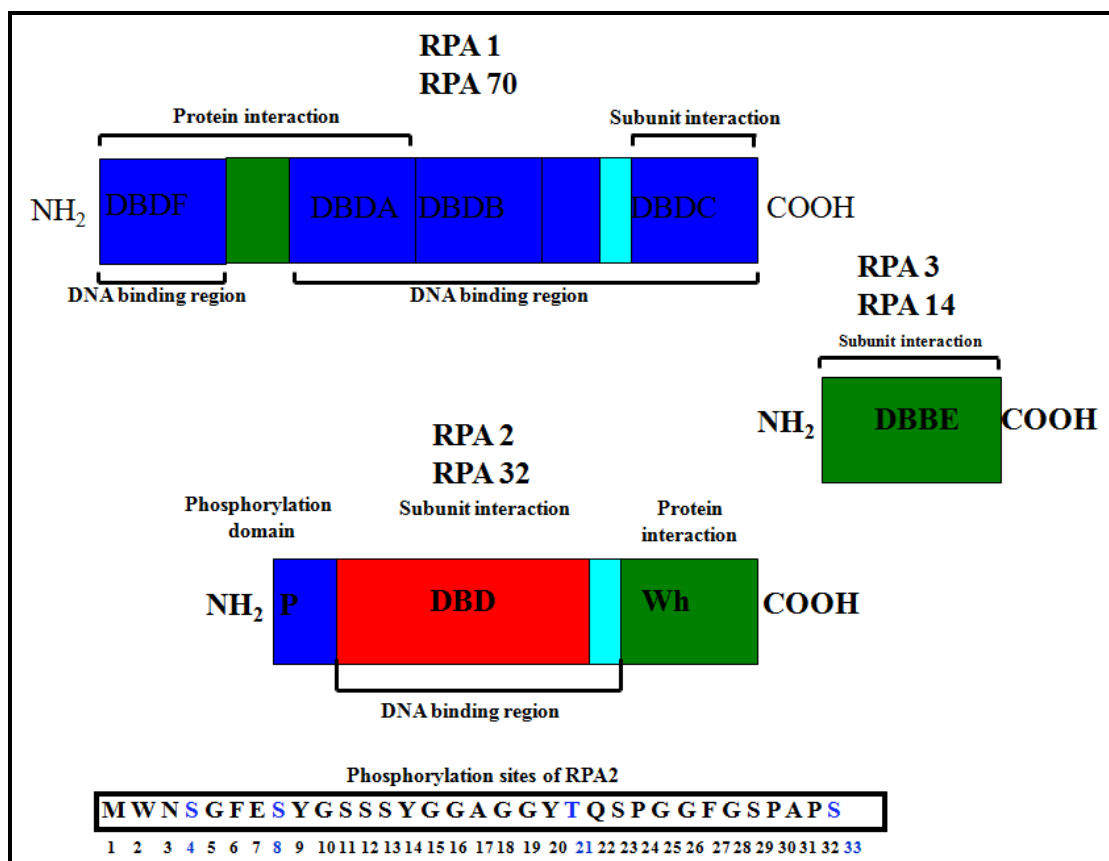 RPA 1
RPA 70
Protein interaction
Subunit interaction
NH2 DBDF DBDA DBDB DBDC COOH
DNA binding region DNA binding region
RPA 3
RPA 14
Subunit interaction
NH2 DBBE COOH
RPA 2
RPA 32
Phosphorylation
domain
Subunit interaction
Protein
interaction
NH2 P DBD Wh COOH
DNA binding region
Phosphorylation sites of RPA2
M W N S G F E S Y G S S S Y G G A G G Y T Q S P G G F G S P A P S
1 2 3 4 5 6 7 8 9 10 11 12 13 14 15 16 17 18 19 20 21 22 23 24 25 26 27 28 29 30 31 32 33